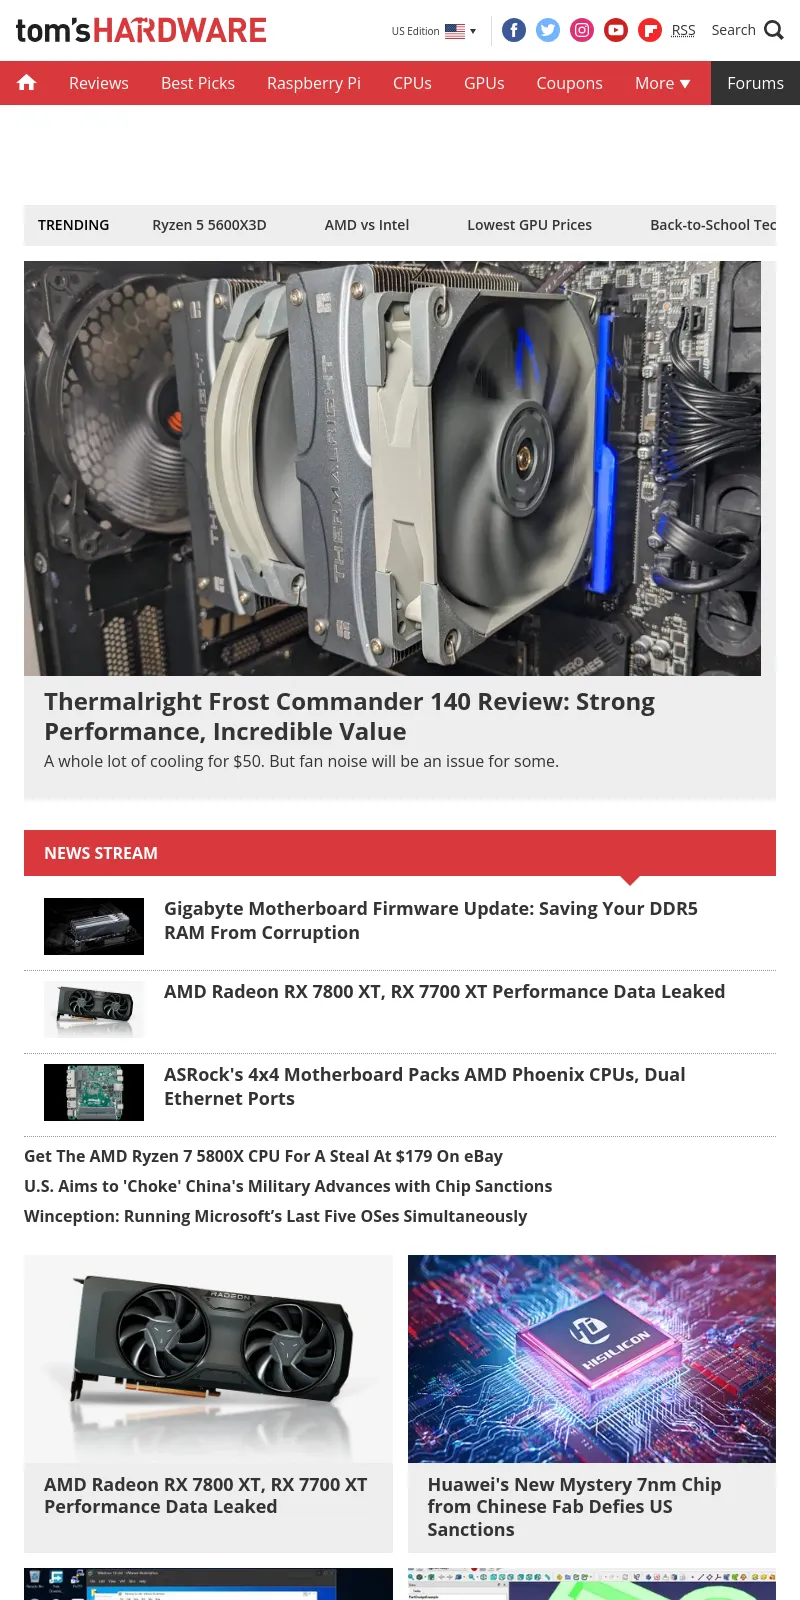 tom'sHARDWARE
US Edition
RSS
Search
Reviews
Best Picks
Raspberry Pi
CPUs
GPUs
Coupons
More
Forums
TRENDING
Ryzen 5 5600X3D
AMD vs Intel
Lowest GPU Prices
Back-to-School Tec
THERMALRIGHT
Thermalright Frost Commander 140 Review: Strong
Performance, Incredible Value
A whole lot of cooling for $50. But fan noise will be an issue for some.
NEWS STREAM
Gigabyte Motherboard Firmware Update: Saving Your DDR5
RAM From Corruption
AMD Radeon RX 7800 XT, RX 7700 XT Performance Data Leaked
ASRock's 4x4 Motherboard Packs AMD Phoenix CPUs, Dual
Ethernet Ports
Get The AMD Ryzen 7 5800X CPU For A Steal At $179 On eBay
U.S. Aims to 'Choke' China's Military Advances with Chip Sanctions
Winception: Running Microsoft’s Last Five OSes Simultaneously
RADEON
HISILICON
AMD Radeon RX 7800 XT, RX 7700 XT
Performance Data Leaked
Huawei's New Mystery 7nm Chip
from Chinese Fab Defies US
Sanctions